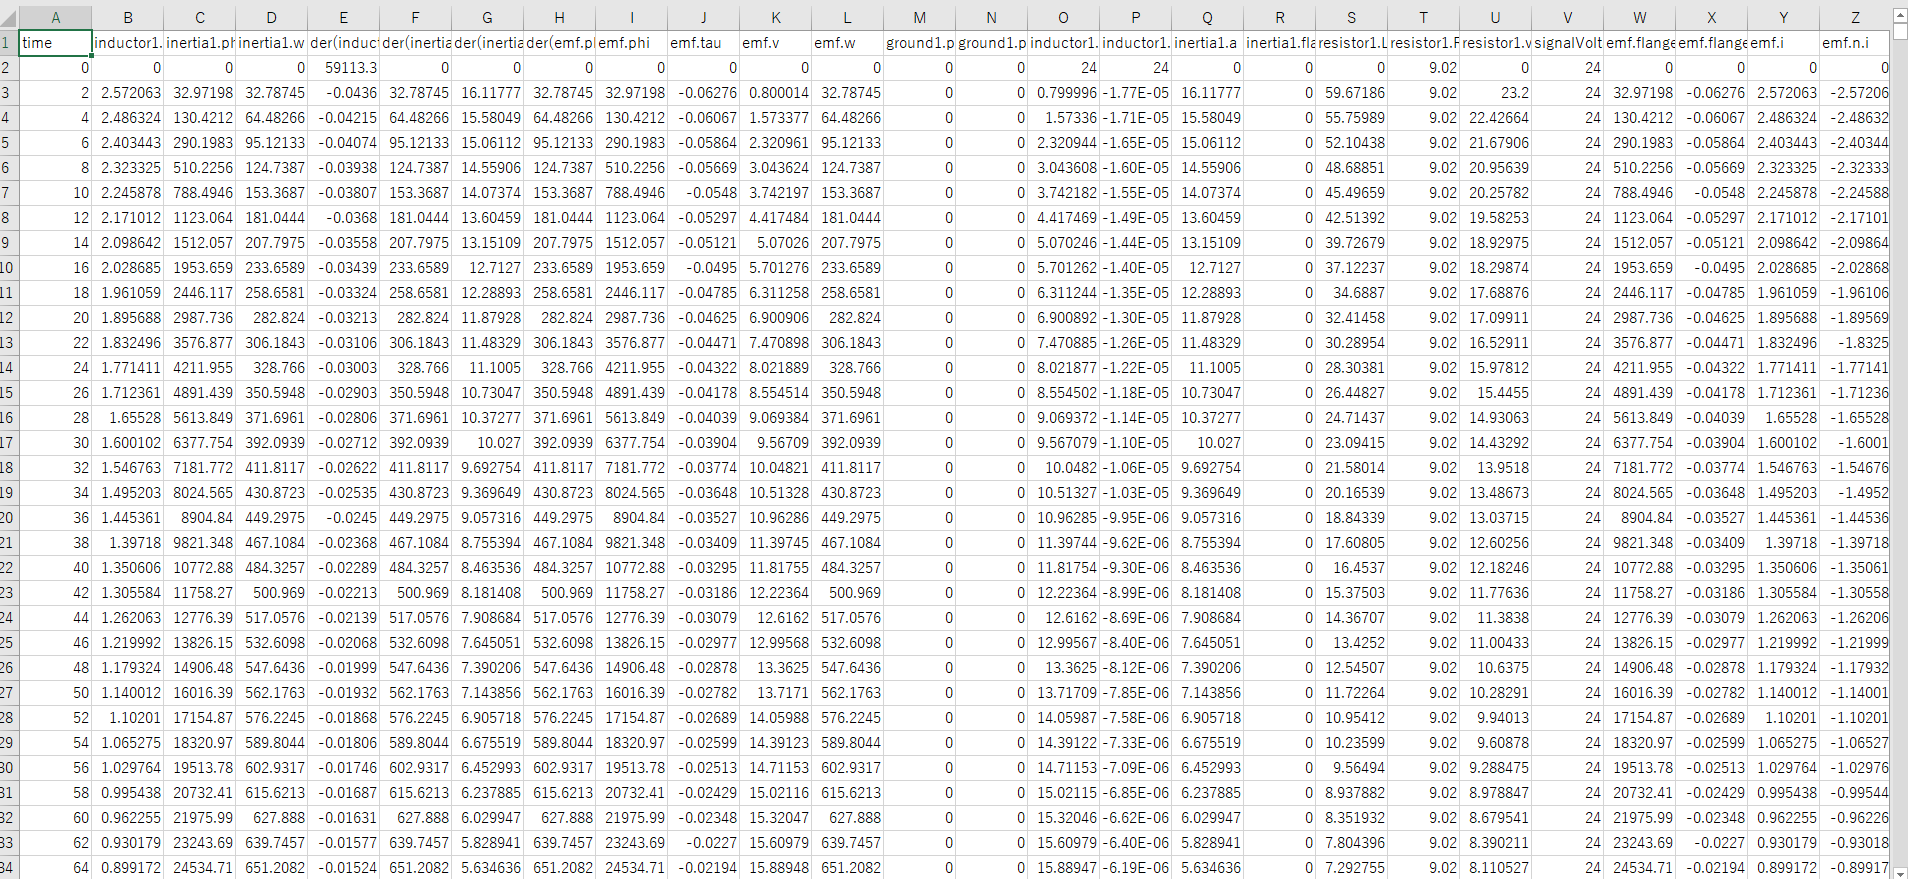 A B C D E F G H I J K L M N O P Q R S T U V W X Y Z
1 time inductor1. inertia1.ph inertia1.w der(induct der(inertia der(inertia der(emf.pl emf.phi emf.tau emf.v emf.w ground1.p ground1.p inductor1. inductor1. inertia1.a inertia1.fla resistor1.L resistor1.F resistor1.v signalVolt emf.flange emf.flange emf.i emf.n.i
2 0 0 0 0 59113.3 0 0 0 0 0 0 0 0 0 24 24 0 0 0 9.02 0 24 0 0 0 0
3 2 2.572063 32.97198 32.78745 -0.0436 32.78745 16.11777 32.78745 32.97198 -0.06276 0.800014 32.78745 0 0 0.799996 -1.77E-05 16.11777 0 59.67186 9.02 23.2 24 32.97198 -0.06276 2.572063 -2.57206
4 4 2.486324 130.4212 64.48266 -0.04215 64.48266 15.58049 64.48266 130.4212 -0.06067 1.573377 64.48266 0 0 1.57336 -1.71E-05 15.58049 0 55.75989 9.02 22.42664 24 130.4212 -0.06067 2.486324 -2.48632
5 6 2.403443 290.1983 95.12133 -0.04074 95.12133 15.06112 95.12133 290.1983 -0.05864 2.320961 95.12133 0 0 2.320944 -1.65E-05 15.06112 0 52.10438 9.02 21.67906 24 290.1983 -0.05864 2.403443 -2.40344
6 8 2.323325 510.2256 124.7387 -0.03938 124.7387 14.55906 124.7387 510.2256 -0.05669 3.043624 124.7387 0 0 3.043608 -1.60E-05 14.55906 0 48.68851 9.02 20.95639 24 510.2256 -0.05669 2.323325 -2.32333
7 10 2.245878 788.4946 153.3687 -0.03807 153.3687 14.07374 153.3687 788.4946 -0.0548 3.742197 153.3687 0 0 3.742182 -1.55E-05 14.07374 0 45.49659 9.02 20.25782 24 788.4946 -0.0548 2.245878 -2.24588
8 12 2.171012 1123.064 181.0444 -0.0368 181.0444 13.60459 181.0444 1123.064 -0.05297 4.417484 181.0444 0 0 4.417469 -1.49E-05 13.60459 0 42.51392 9.02 19.58253 24 1123.064 -0.05297 2.171012 -2.17101
9 14 2.098642 1512.057 207.7975 -0.03558 207.7975 13.15109 207.7975 1512.057 -0.05121 5.07026 207.7975 0 0 5.070246 -1.44E-05 13.15109 0 39.72679 9.02 18.92975 24 1512.057 -0.05121 2.098642 -2.09864
10 16 2.028685 1953.659 233.6589 -0.03439 233.6589 12.7127 233.6589 1953.659 -0.0495 5.701276 233.6589 0 0 5.701262 -1.40E-05 12.7127 0 37.12237 9.02 18.29874 24 1953.659 -0.0495 2.028685 -2.02868
11 18 1.961059 2446.117 258.6581 -0.03324 258.6581 12.28893 258.6581 2446.117 -0.04785 6.311258 258.6581 0 0 6.311244 -1.35E-05 12.28893 0 34.6887 9.02 17.68876 24 2446.117 -0.04785 1.961059 -1.96106
12 20 1.895688 2987.736 282.824 -0.03213 282.824 11.87928 282.824 2987.736 -0.04625 6.900906 282.824 0 0 6.900892 -1.30E-05 11.87928 0 32.41458 9.02 17.09911 24 2987.736 -0.04625 1.895688 -1.89569
13 22 1.832496 3576.877 306.1843 -0.03106 306.1843 11.48329 306.1843 3576.877 -0.04471 7.470898 306.1843 0 0 7.470885 -1.26E-05 11.48329 0 30.28954 9.02 16.52911 24 3576.877 -0.04471 1.832496 -1.8325
14 24 1.771411 4211.955 328.766 -0.03003 328.766 11.1005 328.766 4211.955 -0.04322 8.021889 328.766 0 0 8.021877 -1.22E-05 11.1005 0 28.30381 9.02 15.97812 24 4211.955 -0.04322 1.771411 -1.77141
15 26 1.712361 4891.439 350.5948 -0.02903 350.5948 10.73047 350.5948 4891.439 -0.04178 8.554514 350.5948 0 0 8.554502 -1.18E-05 10.73047 0 26.44827 9.02 15.4455 24 4891.439 -0.04178 1.712361 -1.71236
16 28 1.65528 5613.849 371.6961 -0.02806 371.6961 10.37277 371.6961 5613.849 -0.04039 9.069384 371.6961 0 0 9.069372 -1.14E-05 10.37277 0 24.71437 9.02 14.93063 24 5613.849 -0.04039 1.65528 -1.65528
17 30 1.600102 6377.754 392.0939 -0.02712 392.0939 10.027 392.0939 6377.754 -0.03904 9.56709 392.0939 0 0 9.567079 -1.10E-05 10.027 0 23.09415 9.02 14.43292 24 6377.754 -0.03904 1.600102 -1.6001
18 32 1.546763 7181.772 411.8117 -0.02622 411.8117 9.692754 411.8117 7181.772 -0.03774 10.04821 411.8117 0 0 10.0482 -1.06E-05 9.692754 0 21.58014 9.02 13.9518 24 7181.772 -0.03774 1.546763 -1.54676
19 34 1.495203 8024.565 430.8723 -0.02535 430.8723 9.369649 430.8723 8024.565 -0.03648 10.51328 430.8723 0 0 10.51327 -1.03E-05 9.369649 0 20.16539 9.02 13.48673 24 8024.565 -0.03648 1.495203 -1.4952
20 36 1.445361 8904.84 449.2975 -0.0245 449.2975 9.057316 449.2975 8904.84 -0.03527 10.96286 449.2975 0 0 10.96285 -9.95E-06 9.057316 0 18.84339 9.02 13.03715 24 8904.84 -0.03527 1.445361 -1.44536
21 38 1.39718 9821.348 467.1084 -0.02368 467.1084 8.755394 467.1084 9821.348 -0.03409 11.39745 467.1084 0 0 11.39744 -9.62E-06 8.755394 0 17.60805 9.02 12.60256 24 9821.348 -0.03409 1.39718 -1.39718
22 40 1.350606 10772.88 484.3257 -0.02289 484.3257 8.463536 484.3257 10772.88 -0.03295 11.81755 484.3257 0 0 11.81754 -9.30E-06 8.463536 0 16.4537 9.02 12.18246 24 10772.88 -0.03295 1.350606 -1.35061
23 42 1.305584 11758.27 500.969 -0.02213 500.969 8.181408 500.969 11758.27 -0.03186 12.22364 500.969 0 0 12.22364 -8.99E-06 8.181408 0 15.37503 9.02 11.77636 24 11758.27 -0.03186 1.305584 -1.30558
24 44 1.262063 12776.39 517.0576 -0.02139 517.0576 7.908684 517.0576 12776.39 -0.03079 12.6162 517.0576 0 0 12.6162 -8.69E-06 7.908684 0 14.36707 9.02 11.3838 24 12776.39 -0.03079 1.262063 -1.26206
25 46 1.219992 13826.15 532.6098 -0.02068 532.6098 7.645051 532.6098 13826.15 -0.02977 12.99568 532.6098 0 0 12.99567 -8.40E-06 7.645051 0 13.4252 9.02 11.00433 24 13826.15 -0.02977 1.219992 -1.21999
26 48 1.179324 14906.48 547.6436 -0.01999 547.6436 7.390206 547.6436 14906.48 -0.02878 13.3625 547.6436 0 0 13.3625 -8.12E-06 7.390206 0 12.54507 9.02 10.6375 24 14906.48 -0.02878 1.179324 -1.17932
27 50 1.140012 16016.39 562.1763 -0.01932 562.1763 7.143856 562.1763 16016.39 -0.02782 13.7171 562.1763 0 0 13.71709 -7.85E-06 7.143856 0 11.72264 9.02 10.28291 24 16016.39 -0.02782 1.140012 -1.14001
28 52 1.10201 17154.87 576.2245 -0.01868 576.2245 6.905718 576.2245 17154.87 -0.02689 14.05988 576.2245 0 0 14.05987 -7.58E-06 6.905718 0 10.95412 9.02 9.94013 24 17154.87 -0.02689 1.10201 -1.10201
29 54 1.065275 18320.97 589.8044 -0.01806 589.8044 6.675519 589.8044 18320.97 -0.02599 14.39123 589.8044 0 0 14.39122 -7.33E-06 6.675519 0 10.23599 9.02 9.60878 24 18320.97 -0.02599 1.065275 -1.06527
30 56 1.029764 19513.78 602.9317 -0.01746 602.9317 6.452993 602.9317 19513.78 -0.02513 14.71153 602.9317 0 0 14.71153 -7.09E-06 6.452993 0 9.56494 9.02 9.288475 24 19513.78 -0.02513 1.029764 -1.02976
31 58 0.995438 20732.41 615.6213 -0.01687 615.6213 6.237885 615.6213 20732.41 -0.02429 15.02116 615.6213 0 0 15.02115 -6.85E-06 6.237885 0 8.937882 9.02 8.978847 24 20732.41 -0.02429 0.995438 -0.99544
32 60 0.962255 21975.99 627.888 -0.01631 627.888 6.029947 627.888 21975.99 -0.02348 15.32047 627.888 0 0 15.32046 -6.62E-06 6.029947 0 8.351932 9.02 8.679541 24 21975.99 -0.02348 0.962255 -0.96226
33 62 0.930179 23243.69 639.7457 -0.01577 639.7457 5.828941 639.7457 23243.69 -0.0227 15.60979 639.7457 0 0 15.60979 -6.40E-06 5.828941 0 7.804396 9.02 8.390211 24 23243.69 -0.0227 0.930179 -0.93018
34 64 0.899172 24534.71 651.2082 -0.01524 651.2082 5.634636 651.2082 24534.71 -0.02194 15.88948 651.2082 0 0 15.88947 -6.19E-06 5.634636 0 7.292755 9.02 8.110527 24 24534.71 -0.02194 0.899172 -0.89917